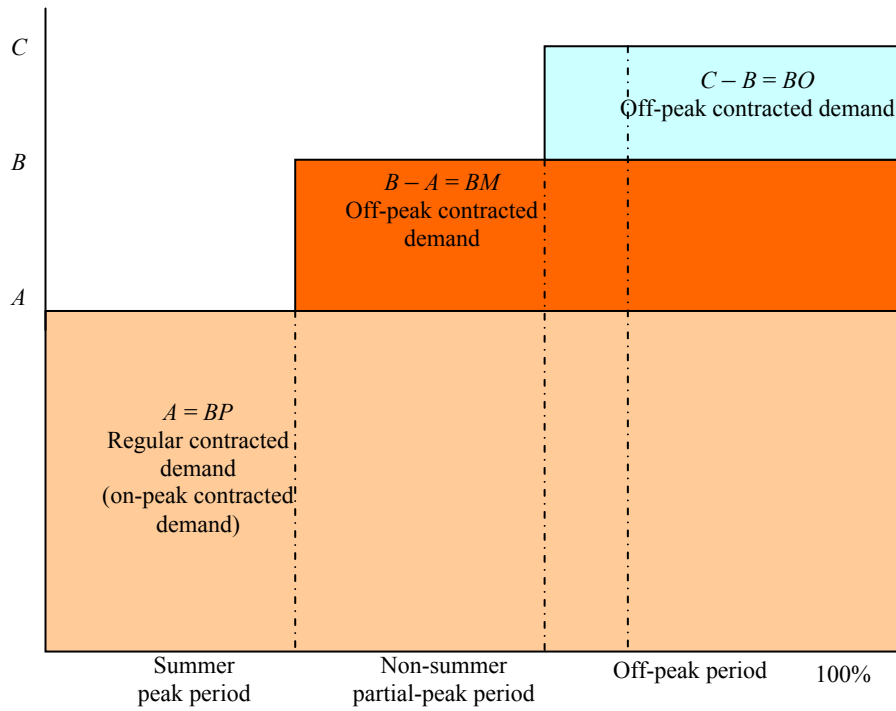 C
C – B = BO
Off-peak contracted demand
B
B – A = BM
Off-peak contracted
demand
A
A = BP
Regular contracted
demand
(on-peak contracted
demand)
Summer
peak period
Non-summer
partial-peak period
Off-peak period
100%